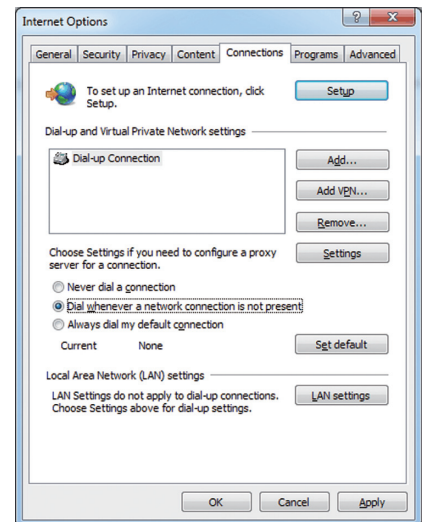 Internet Options
General Security Privacy Content Connections Programs Advanced
To set up an Internet connection, click
Setup.
Setup
Dial-up and Virtual Private Network settings
Dial-up Connection
Add...
Add VPN...
Remove...
Choose Settings if you need to configure a proxy
server for a connection.
Settings
Never dial a connection
Dial whenever a network connection is not present
Always dial my default connection
Current None
Set default
Local Area Network (LAN) settings
LAN Settings do not apply to dial-up connections.
Choose Settings above for dial-up settings.
LAN settings
OK Cancel Apply